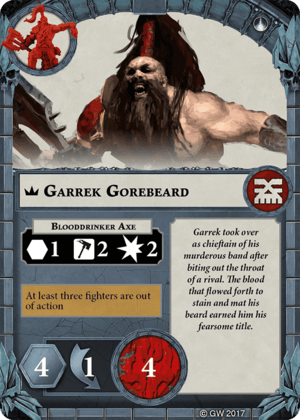 GARREK GOREBEARD
BLOODDRINKER AXE
1 2 2
Garrek took over
as chieftain of his
murderous band after
biting out the throat
of a rival. The blood
that flowed forth to
stain and mat his
beard earned him his
fearsome title.
At least three fighters are out
of action
4 1 4
© GW 2017